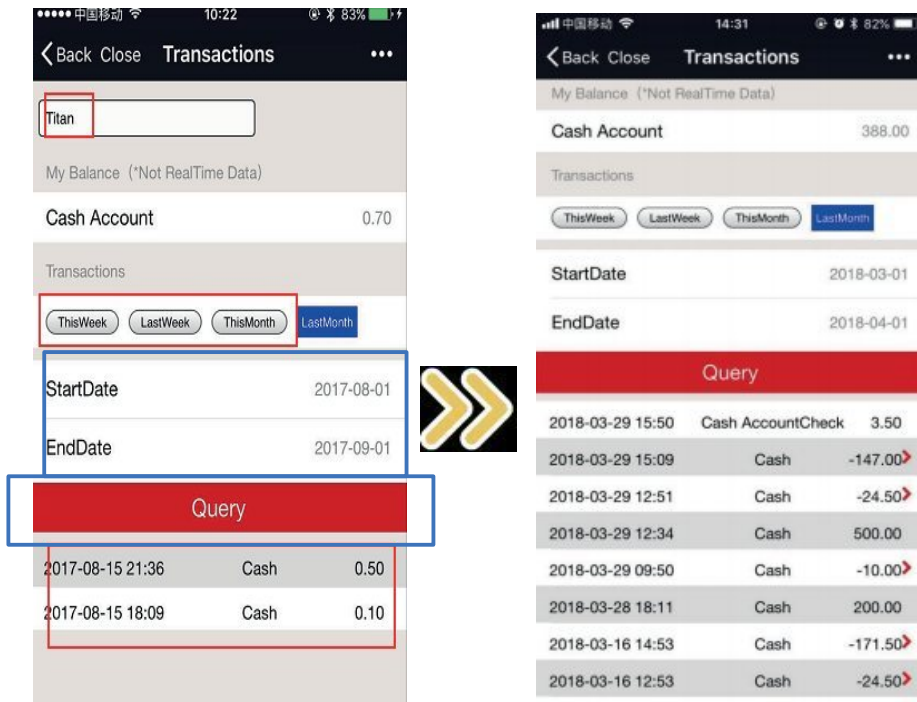 中国移动 10:22 83%
Back Close Transactions
Titan
My Balance (*Not RealTime Data)
Cash Account 0.70
Transactions
ThisWeek LastWeek ThisMonth LastMonth
StartDate 2017-08-01
EndDate 2017-09-01
Query
2017-08-15 21:36 Cash 0.50
2017-08-15 18:09 Cash 0.10
中国移动 14:31 82%
Back Close Transactions
My Balance (*Not RealTime Data)
Cash Account 388.00
Transactions
ThisWeek LastWeek ThisMonth LastMonth
StartDate 2018-03-01
EndDate 2018-04-01
Query
2018-03-29 15:50 Cash AccountCheck 3.50
2018-03-29 15:09 Cash -147.00
2018-03-29 12:51 Cash -24.50
2018-03-29 12:34 Cash 500.00
2018-03-29 09:50 Cash -10.00
2018-03-28 18:11 Cash 200.00
2018-03-16 14:53 Cash -171.50
2018-03-16 12:53 Cash -24.50